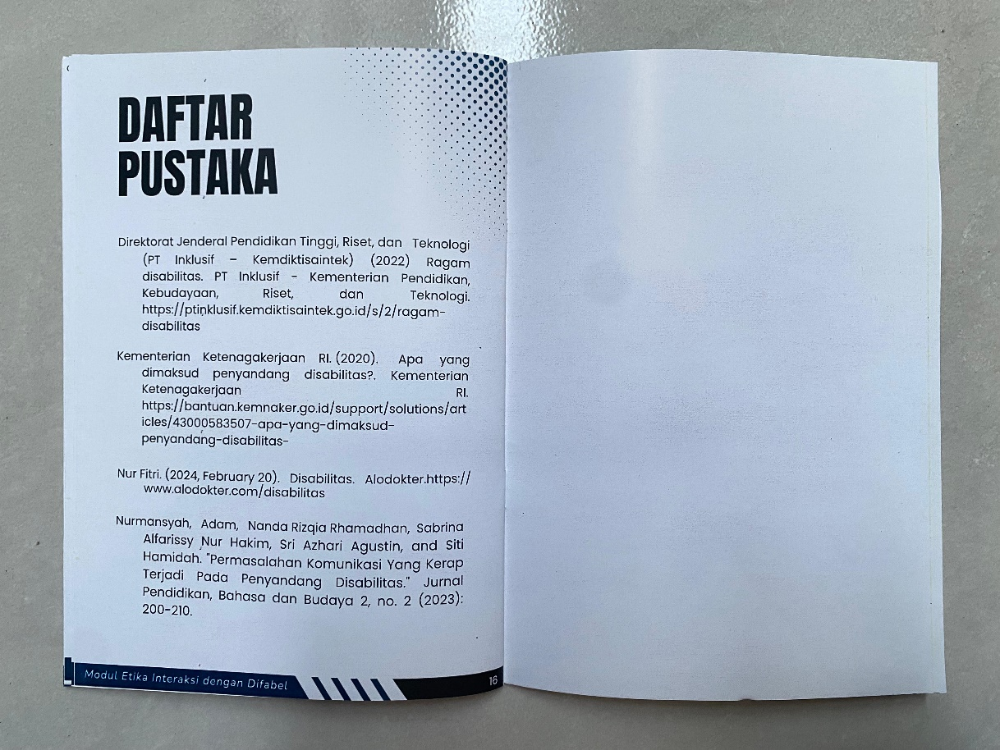 DAFTAR
PUSTAKA
Direktorat Jenderal Pendidikan Tinggi, Riset, dan Teknologi
(PT Inklusif – Kemdiktisaintek) (2022) Ragam
disabilitas. PT Inklusif - Kementerian Pendidikan,
Kebudayaan, Riset, dan Teknologi.
https://ptinklusif.kemdiktisaintek.go.id/s/2/ragam-
disabilitas
Kementerian Ketenagakerjaan RI. (2020). Apa yang
dimaksud penyandang disabilitas?. Kementerian
Ketenagakerjaan RI.
https://bantuan.kemnaker.go.id/support/solutions/art
icles/43000583507-apa-yang-dimaksud-
penyandang-disabilitas-
Nur Fitri. (2024, February 20). Disabilitas. Alodokter.https://
www.alodokter.com/disabilitas
Nurmansyah, Adam, Nanda Rizqia Rhamadhan, Sabrina
Alfarissy Nur Hakim, Sri Azhari Agustin, and Siti
Hamidah. "Permasalahan Komunikasi Yang Kerap
Terjadi Pada Penyandang Disabilitas." Jurnal
Pendidikan, Bahasa dan Budaya 2, no. 2 (2023):
200-210.
Modul Etika Interaksi dengan Difabel
16